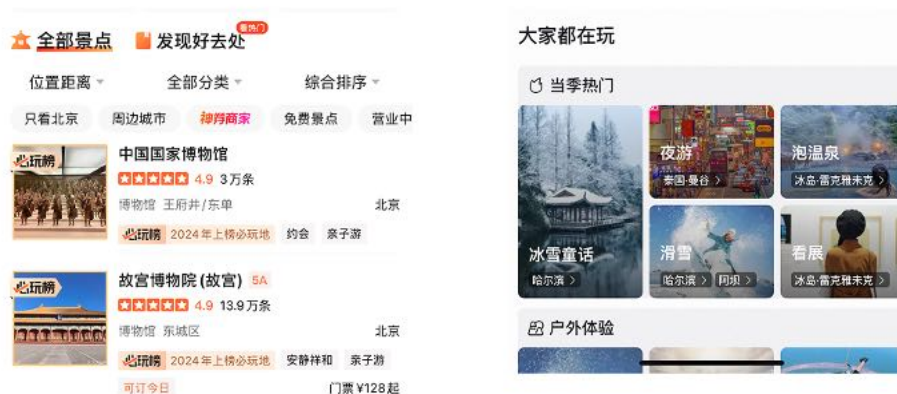 全部景点
发现好去处
看热门
位置距离 全部分类 综合排序
只看北京 周边城市 神券商家 免费景点 营业中
必玩榜
中国国家博物馆
4.9 3万条
博物馆 王府井/东单 北京
必玩榜 2024年上榜必玩地 约会 亲子游
必玩榜
故宫博物院(故宫) 5A
4.9 13.9万条
博物馆 东城区 北京
必玩榜 2024年上榜必玩地 安静祥和 亲子游
可订今日 门票¥128起
大家都在玩
当季热门
冰雪童话
哈尔滨 >
夜游
泰国·曼谷 >
泡温泉
冰岛·雷克雅未克 >
滑雪
哈尔滨 > 阿坝 >
看展
冰岛·雷克雅未克 >
户外体验